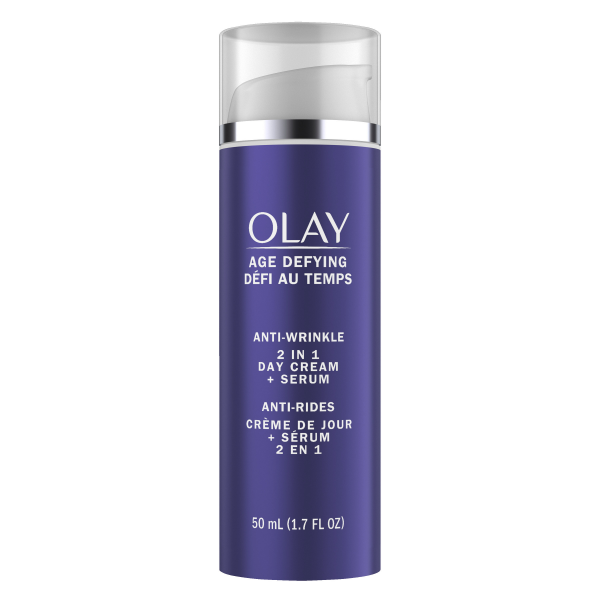 OLAY
AGE DEFYING
DÉFI AU TEMPS
ANTI-WRINKLE
2 IN 1
DAY CREAM
+ SERUM
ANTI-RIDES
CRÈME DE JOUR
+ SÉRUM
2 EN 1
50 mL (1.7 FL OZ)